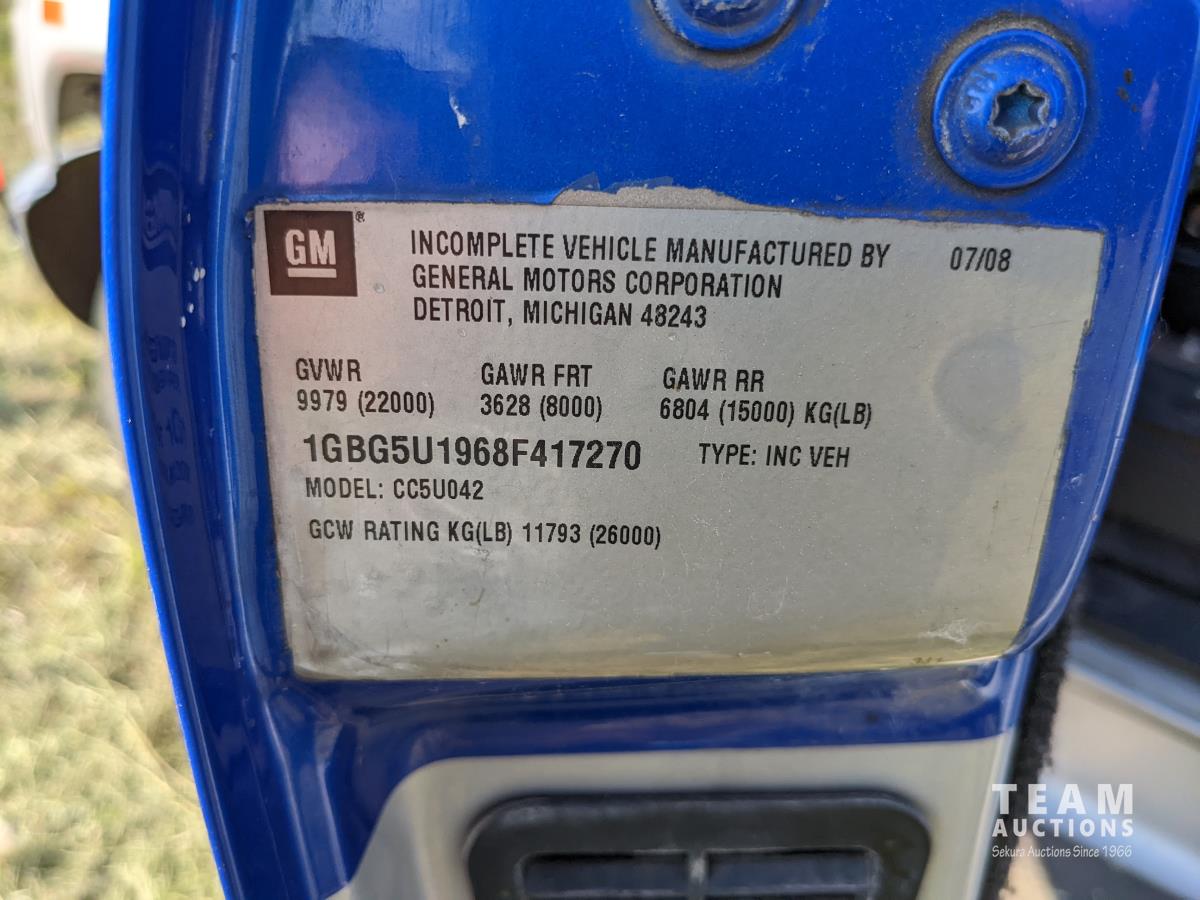 GM® INCOMPLETE VEHICLE MANUFACTURED BY 07/08
GENERAL MOTORS CORPORATION
DETROIT, MICHIGAN 48243
GVWR GAWR FRT GAWR RR
9979 (22000) 3628 (8000) 6804 (15000) KG(LB)
1GBG5U1968F417270 TYPE: INC VEH
MODEL: CC5U042
GCW RATING KG(LB) 11793 (26000)
TEAM
AUCTIONS
Sekura Auctions Since 1966